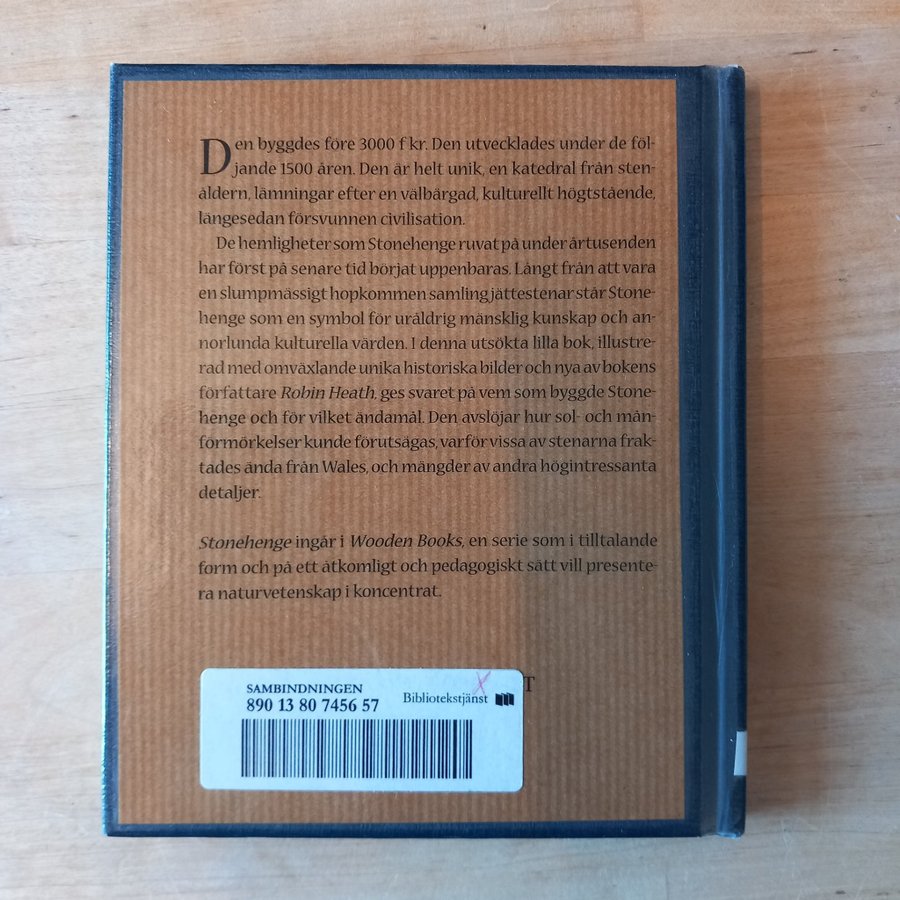 Den byggdes före 3000 f kr. Den utvecklades under de föl-
jande 1500 åren. Den är helt unik, en katedral från sten-
åldern, lämningar efter en välbärgad, kulturellt högtstående,
längesedan försvunnen civilisation.
De hemligheter som Stonehenge ruvat på under årtusenden
har först på senare tid börjat uppenbaras. Långt från att vara
en slumpmässigt hopkommen samling jättestenar står Stone-
henge som en symbol för uråldrig mänsklig kunskap och an-
norlunda kulturella värden. I denna utsökta lilla bok, illustre-
rad med omväxlande unika historiska bilder och nya av bokens
författare Robin Heath, ges svaret på vem som byggde Stone-
henge och för vilket ändamål. Den avslöjar hur sol- och mån-
förmörkelser kunde förutsägas, varför vissa av stenarna frak-
tades ända från Wales, och mängder av andra högintressanta
detaljer.
Stonehenge ingår i Wooden Books, en serie som i tilltalande
form och på ett åtkomligt och pedagogiskt sätt vill presente-
ra naturvetenskap i koncentrat.
SAMBINDNINGEN
890 13 80 7456 57
Bibliotekstjänst